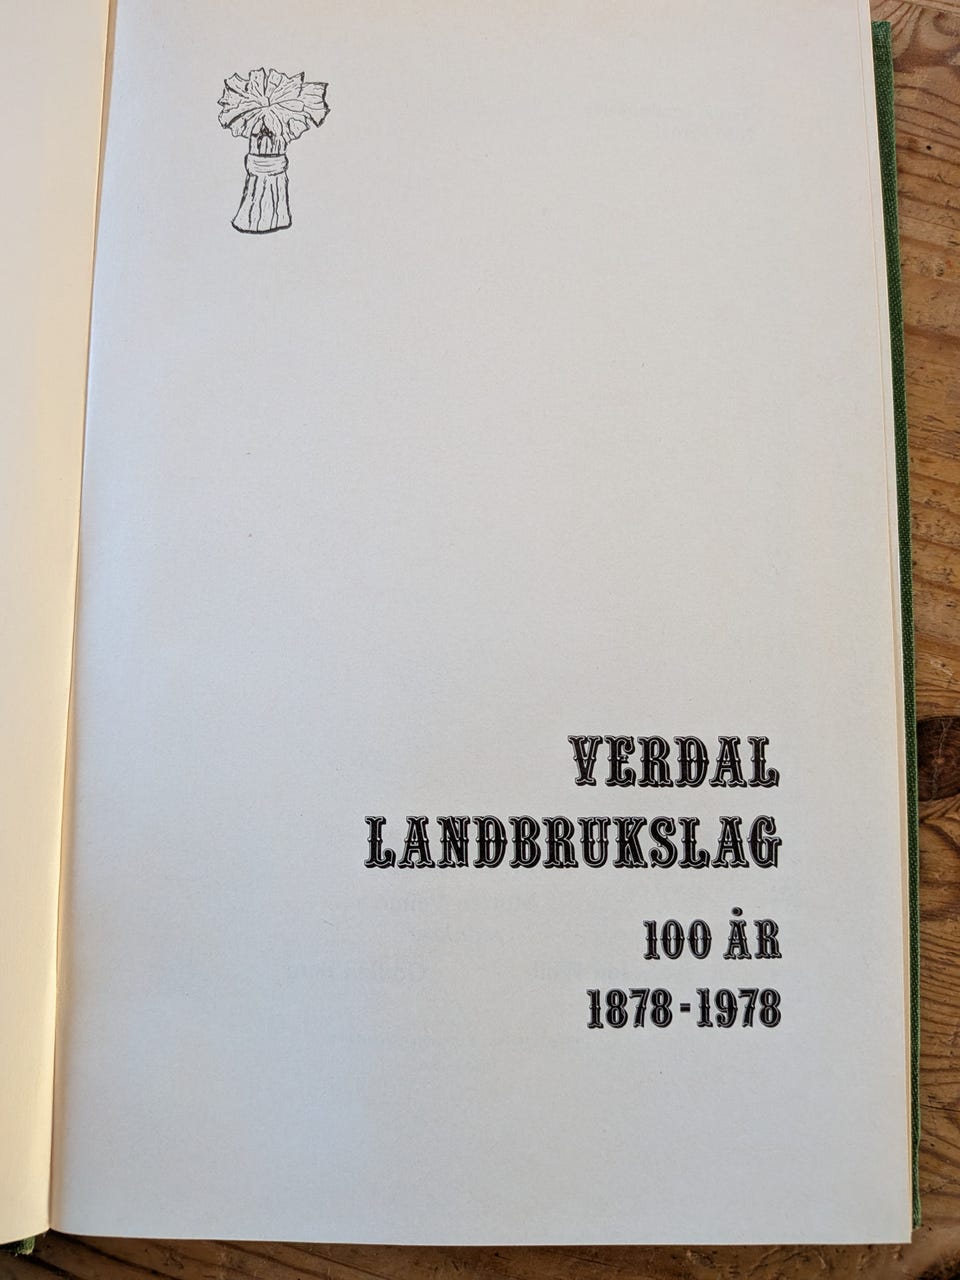 VERDAL
LANDBRUKSLAG
100 ÅR
1878-1978